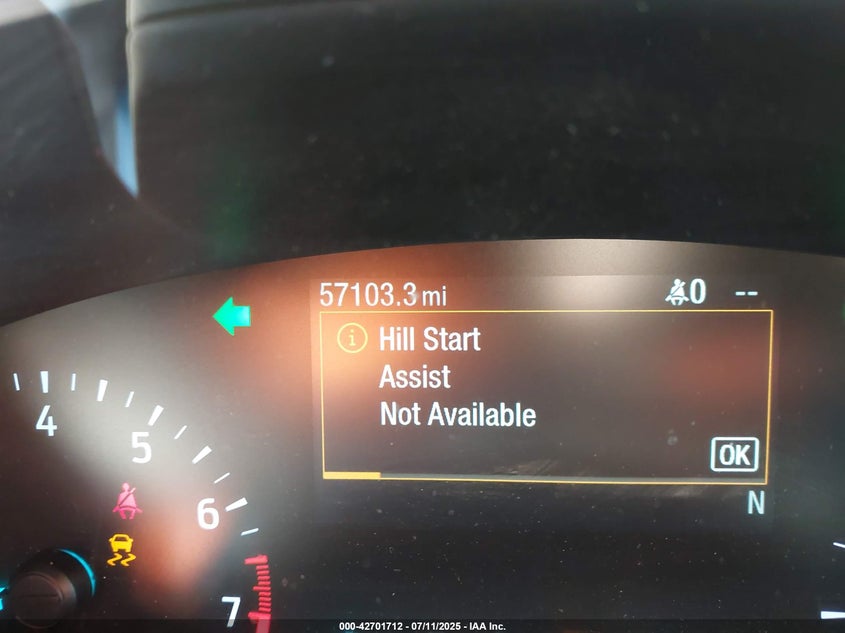 57103.3 mi
0 --
i Hill Start
Assist
Not Available
OK
N
4
5
6
7
000-42701712 - 07/11/2025 - IAA Inc.